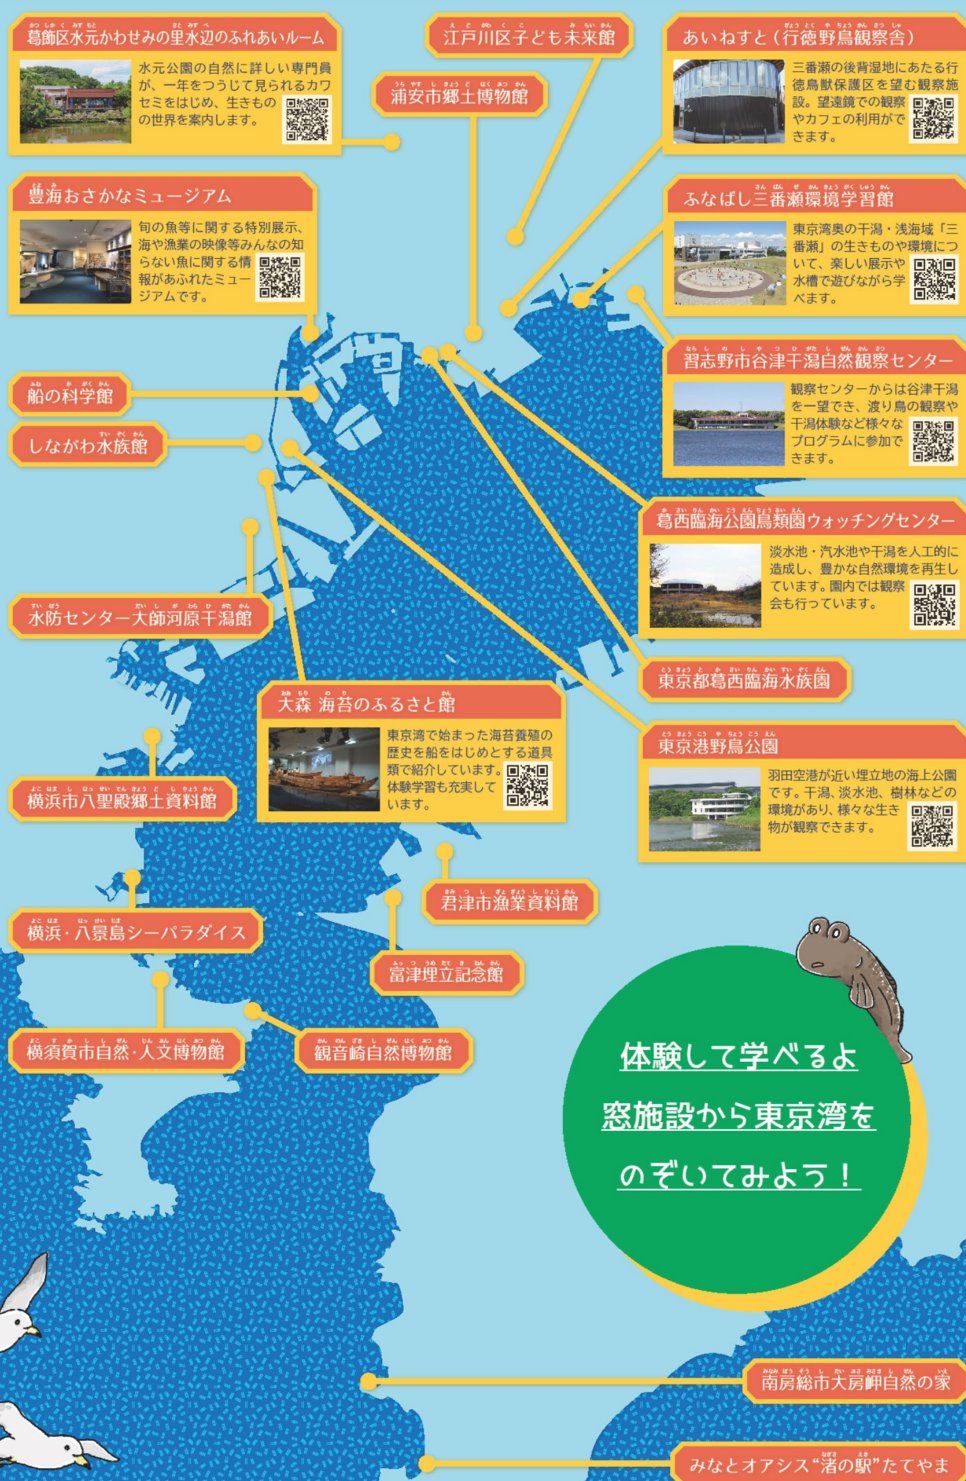 葛飾区水元かわせみの里水辺のふれあいルーム
水元公園の自然に詳しい専門員
が、一年をつうじて見られるカワ
セミをはじめ、生きもの
の世界を案内します。
江戸川区子ども未来館
浦安市郷土博物館
あいねすと(行徳野鳥観察舎)
三番瀬の後背湿地にあたる行
徳鳥獣保護区を望む観察施
設。望遠鏡での観察
やカフェの利用がで
きます。
豊海おさかなミュージアム
旬の魚等に関する特別展示、
海や漁業の映像等みんなの知
らない魚に関する情
報があふれたミュー
ジアムです。
ふなばし三番瀬環境学習館
東京湾奥の干潟・浅海域「三
番瀬」の生きものや環境につ
いて、楽しい展示や
水槽で遊びながら学
べます。
習志野市谷津干潟自然観察センター
観察センターからは谷津干潟
を一望でき、渡り鳥の観察や
干潟体験など様々な
プログラムに参加で
きます。
船の科学館
しながわ水族館
葛西臨海公園鳥類園ウォッチングセンター
淡水池・汽水池や干潟を人工的に
造成し、豊かな自然環境を再生し
ています。園内では観察
会も行っています。
水防センター大師河原干潟館
東京都葛西臨海水族園
大森 海苔のふるさと館
東京湾で始まった海苔養殖の
歴史を船をはじめとする道具
類で紹介しています。
体験学習も充実して
います。
東京港野鳥公園
羽田空港が近い埋立地の海上公園
です。干潟、淡水池、樹林などの
環境があり、様々な生き
物が観察できます。
横浜市八聖殿郷土資料館
君津市漁業資料館
横浜・八景島シーパラダイス
富津埋立記念館
横須賀市自然・人文博物館
観音崎自然博物館
体験して学べるよ
窓施設から東京湾を
のぞいてみよう!
南房総市大房岬自然の家
みなとオアシス“渚の駅”たてやま